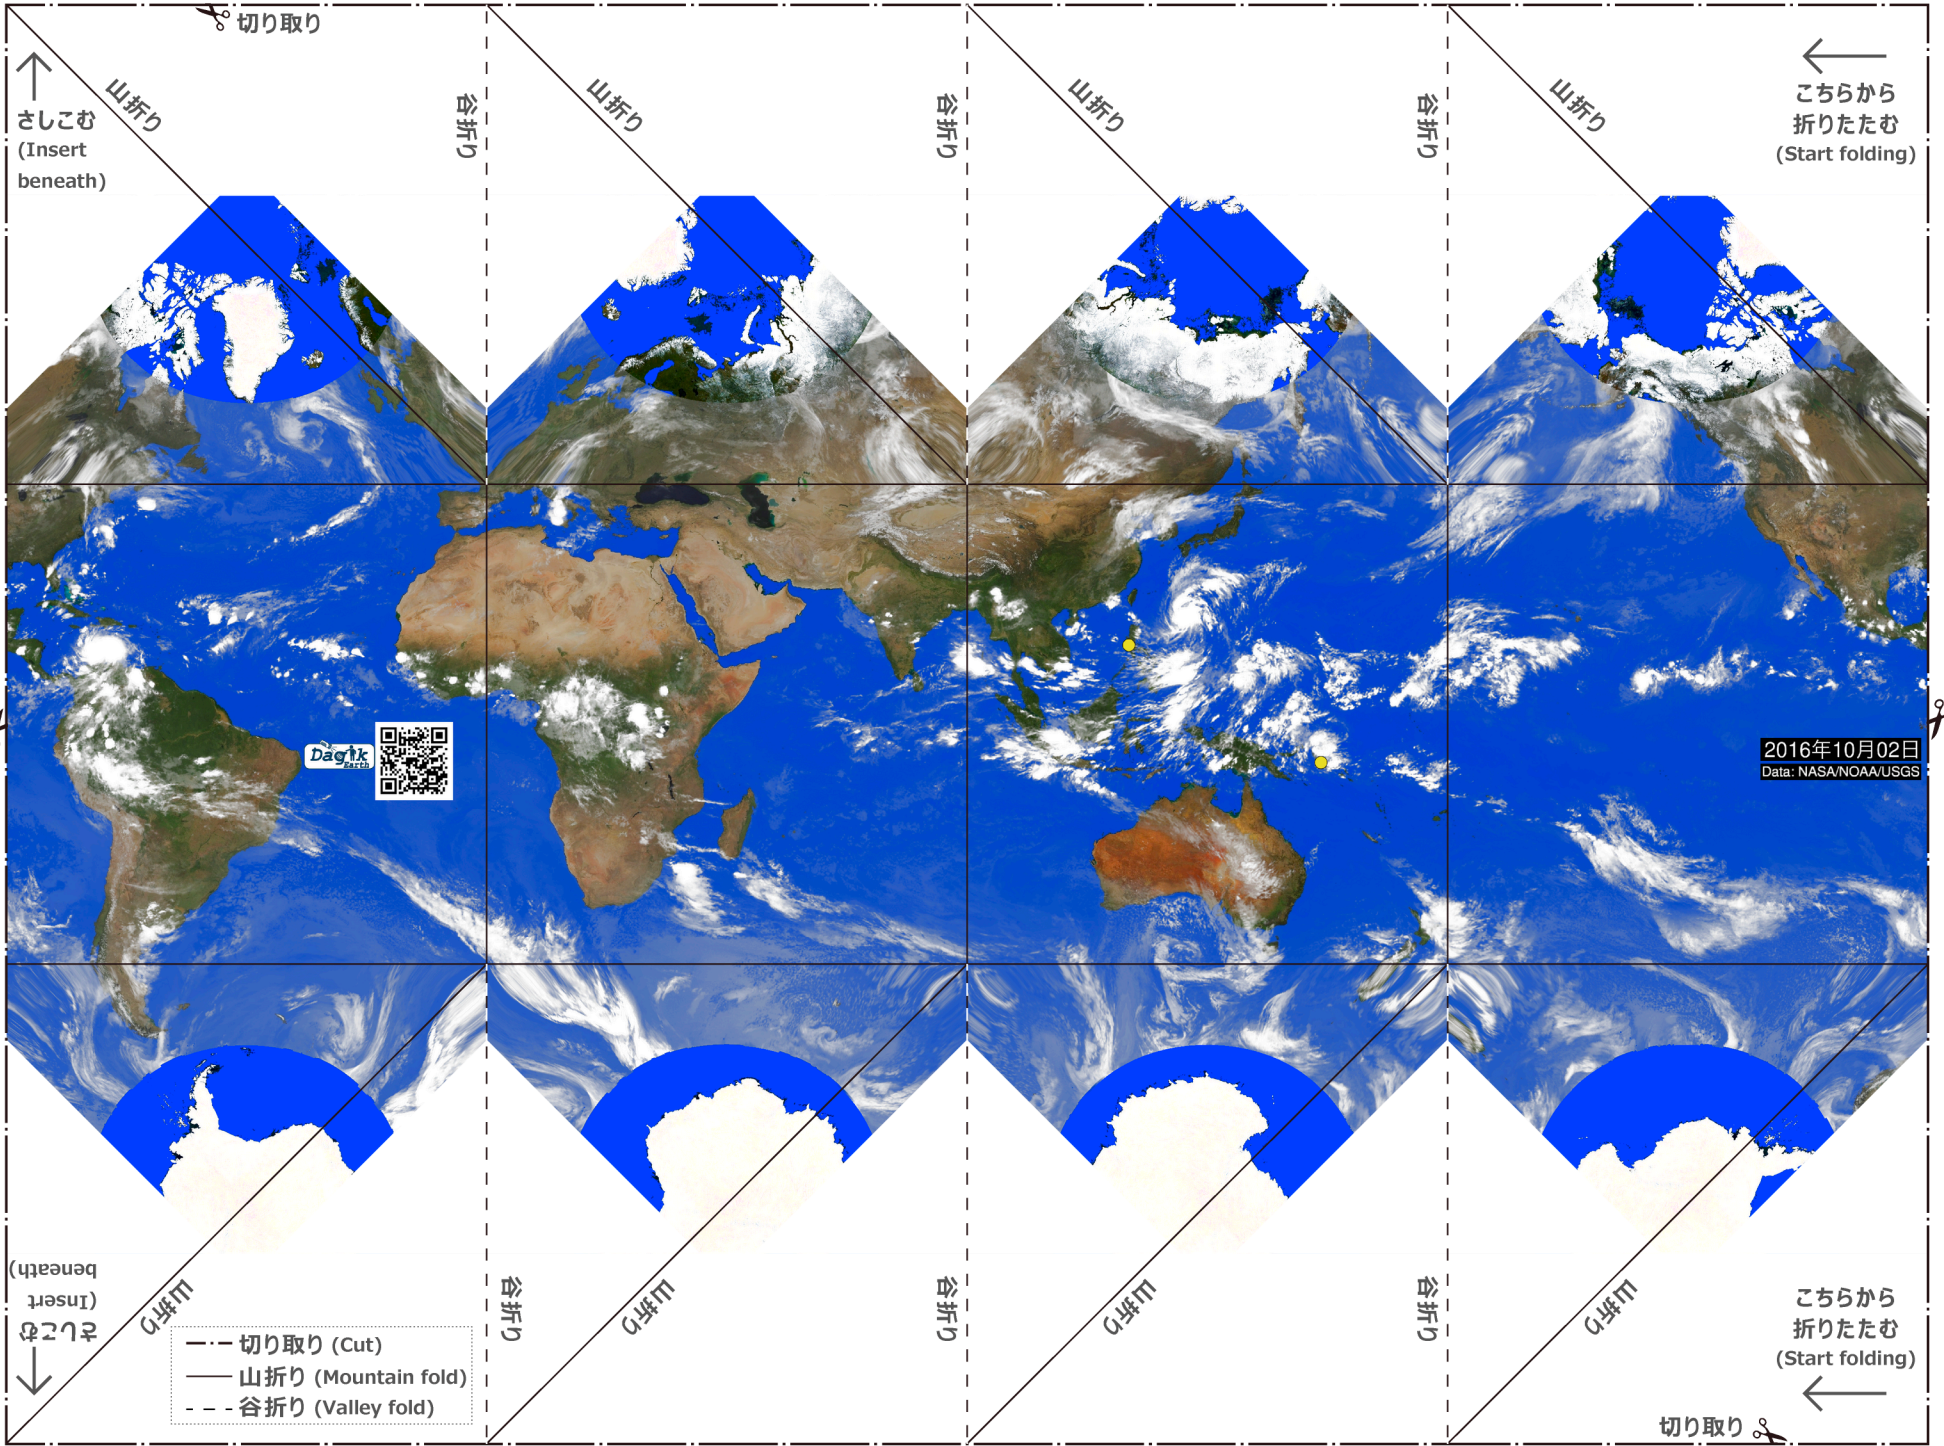 切り取り
山折り
谷折り
山折り
谷折り
山折り
谷折り
山折り
さしこむ
(Insert
beneath)
こちらから
折りたたむ
(Start folding)
Dagik
Earth
2016年10月02日
Data: NASA/NOAA/USGS
さしこむ
(Insert
beneath)
山折り
谷折り
山折り
谷折り
山折り
谷折り
山折り
切り取り (Cut)
山折り (Mountain fold)
谷折り (Valley fold)
こちらから
折りたたむ
(Start folding)
切り取り